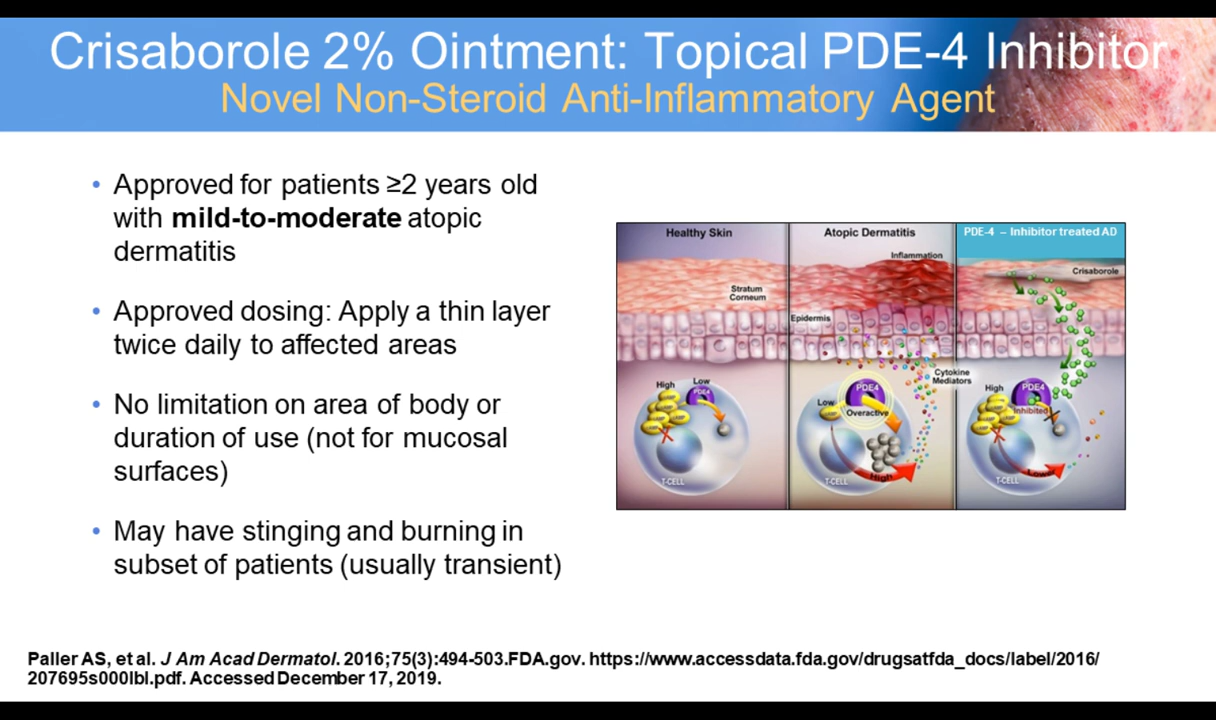 Crisaborole 2% Ointment: Topical PDE-4 Inhibitor
Novel Non-Steroid Anti-Inflammatory Agent
• Approved for patients ≥2 years old
with mild-to-moderate atopic
dermatitis
• Approved dosing: Apply a thin layer
twice daily to affected areas
• No limitation on area of body or
duration of use (not for mucosal
surfaces)
• May have stinging and burning in
subset of patients (usually transient)
Healthy Skin
Stratum
Corneum
High
Low
PDE4
T-CELL
Atopic Dermatitis
Inflammation
Epidermis
Cytokine
Mediators
PDE4
Low
Overactive
High
T-CELL
PDE-4 – Inhibitor treated AD
Crisaborole
High
PDE4
Inhibited
Lower
T-CELL
Paller AS, et al. J Am Acad Dermatol. 2016;75(3):494-503.FDA.gov. https://www.accessdata.fda.gov/drugsatfda_docs/label/2016/
207695s000lbl.pdf. Accessed December 17, 2019.